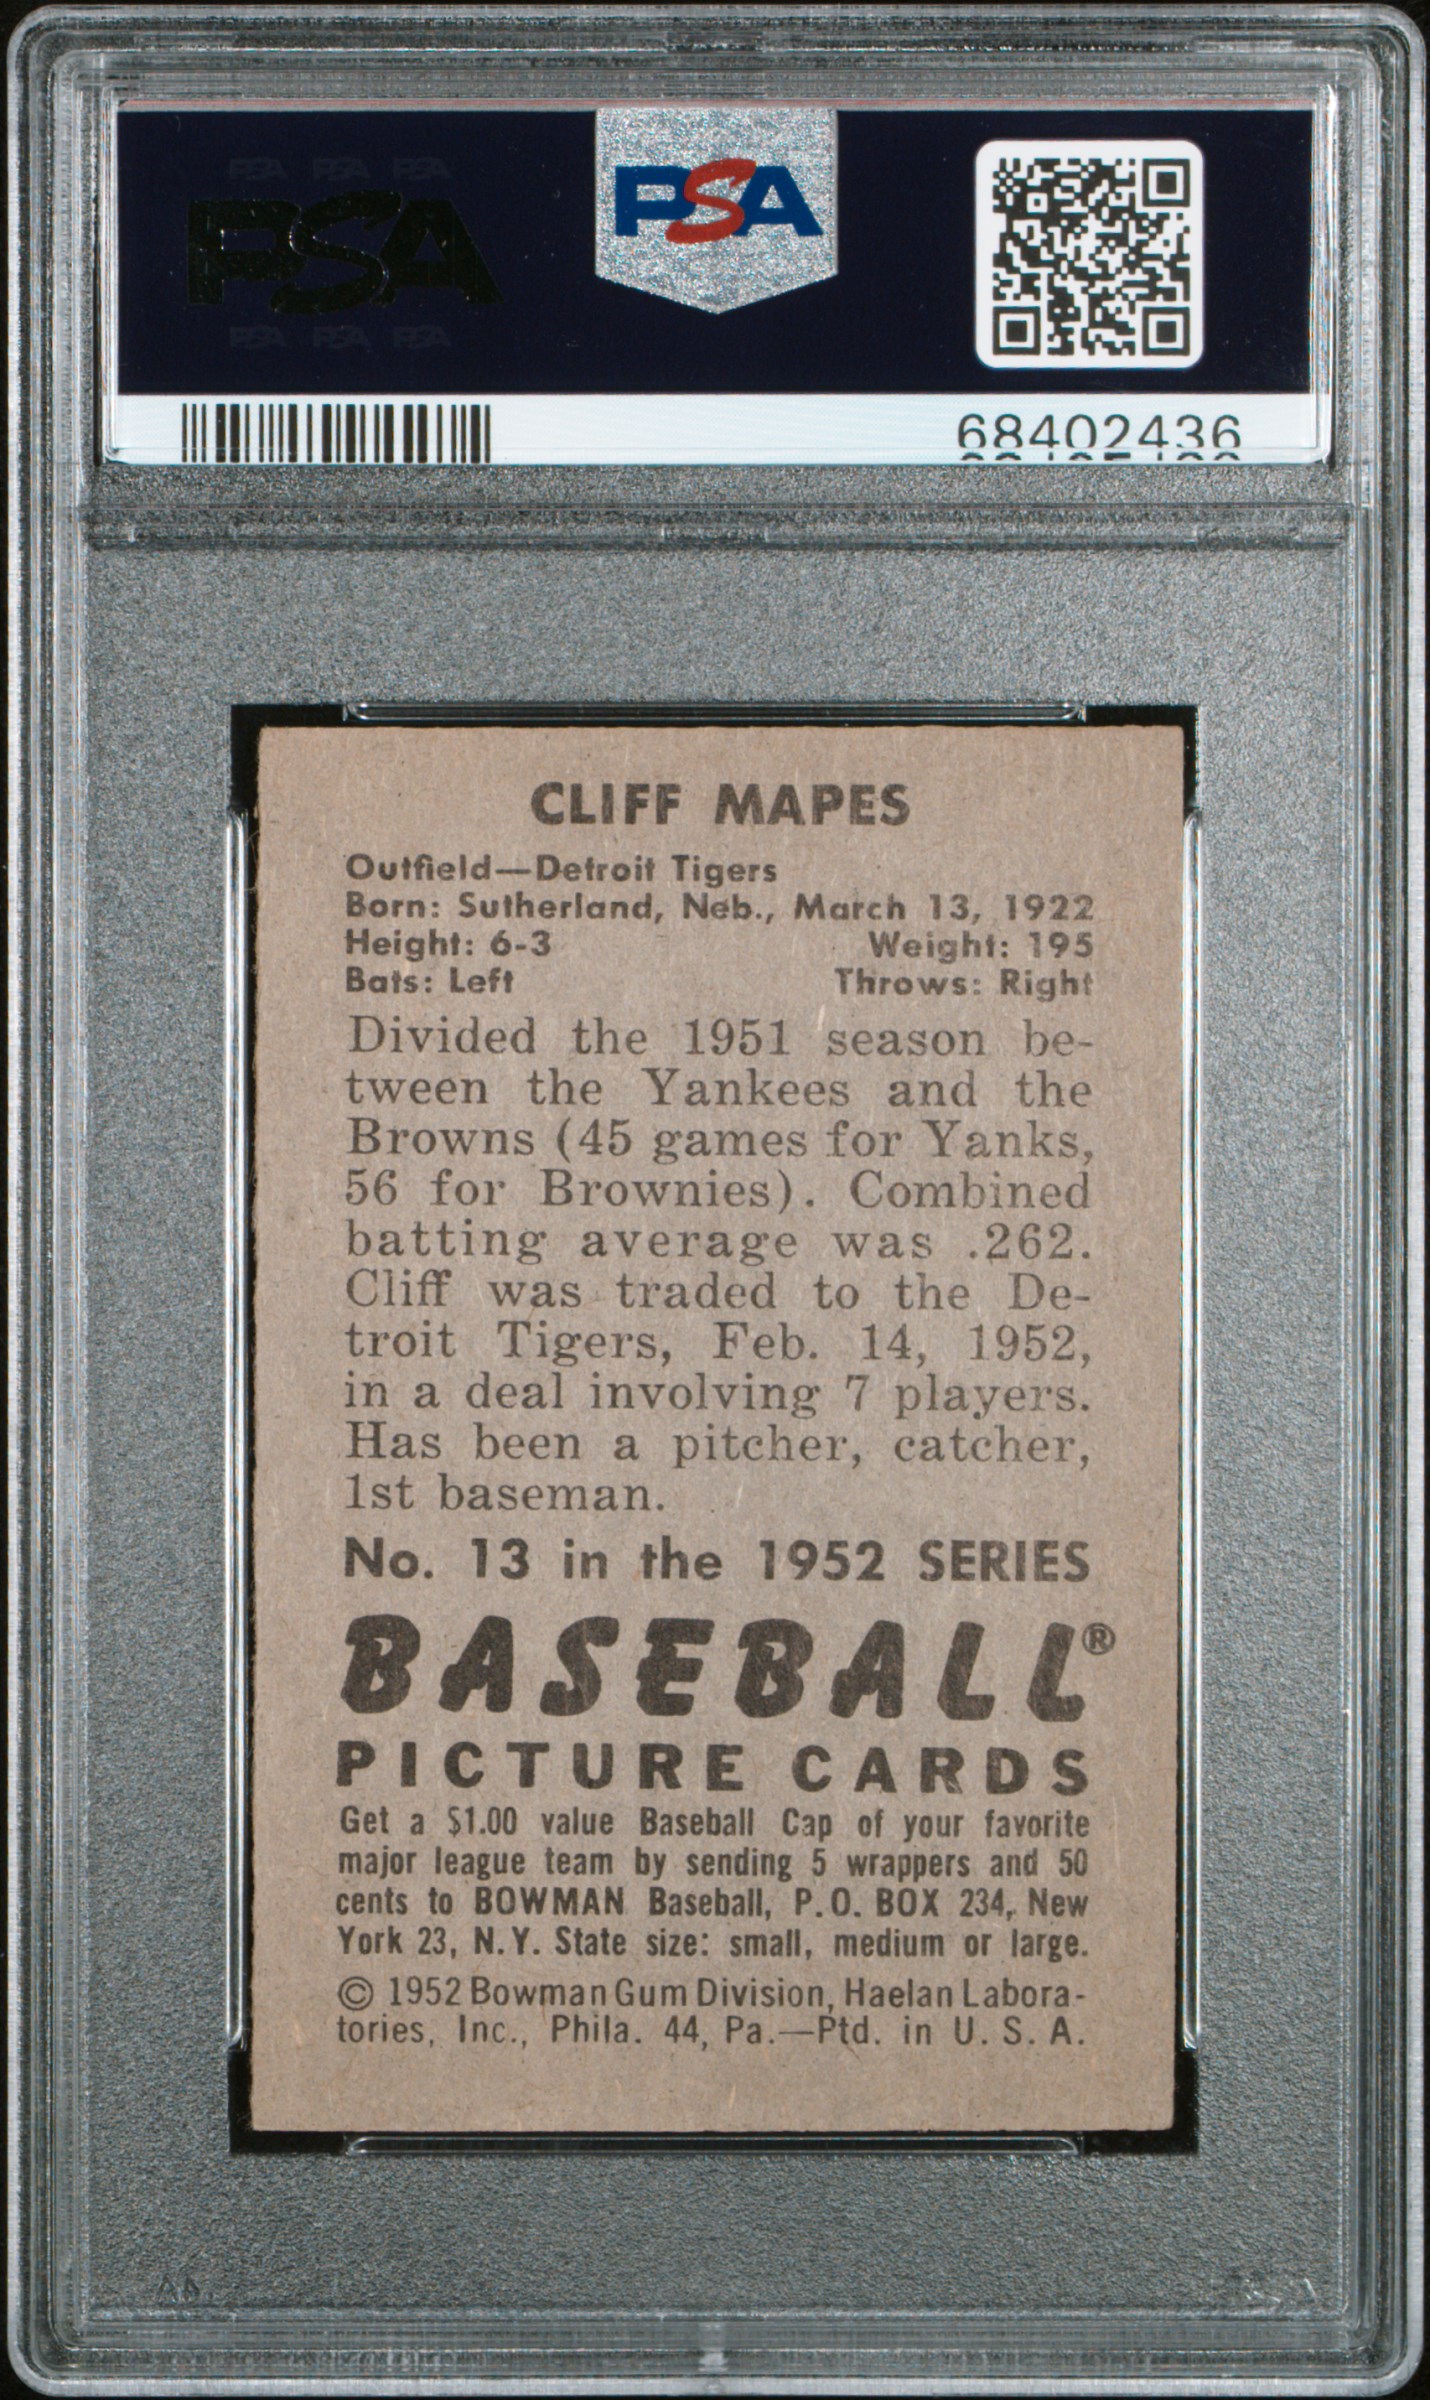 PSA PSA PSA
PSA
PSA PSA PSA
PSA
68402436
CLIFF MAPES
Outfield—Detroit Tigers
Born: Sutherland, Neb., March 13, 1922
Height: 6-3 Weight: 195
Bats: Left Throws: Right
Divided the 1951 season be-
tween the Yankees and the
Browns (45 games for Yanks,
56 for Brownies). Combined
batting average was .262.
Cliff was traded to the De-
troit Tigers, Feb. 14, 1952,
in a deal involving 7 players.
Has been a pitcher, catcher,
1st baseman.
No. 13 in the 1952 SERIES
BASEBALL®
PICTURE CARDS
Get a $1.00 value Baseball Cap of your favorite
major league team by sending 5 wrappers and 50
cents to BOWMAN Baseball, P.O. BOX 234, New
York 23, N.Y. State size: small, medium or large.
© 1952 Bowman Gum Division, Haelan Labora-
tories, Inc., Phila. 44, Pa.—Ptd. in U. S. A.